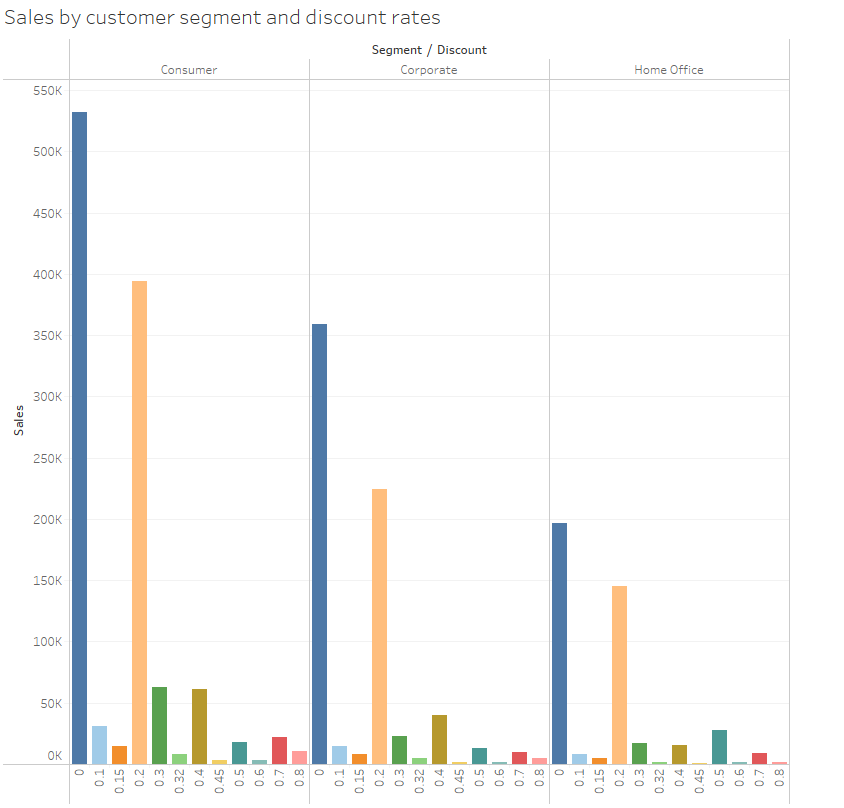 Sales by customer segment and discount rates
Segment / Discount
Consumer Corporate Home Office
550K
500K
450K
400K
350K
300K
250K
200K
150K
100K
50K
0K
Sales
0 0.1 0.15 0.2 0.3 0.32 0.4 0.45 0.5 0.6 0.7 0.8 0 0.1 0.15 0.2 0.3 0.32 0.4 0.45 0.5 0.6 0.7 0.8 0 0.1 0.15 0.2 0.3 0.32 0.4 0.45 0.5 0.6 0.7 0.8